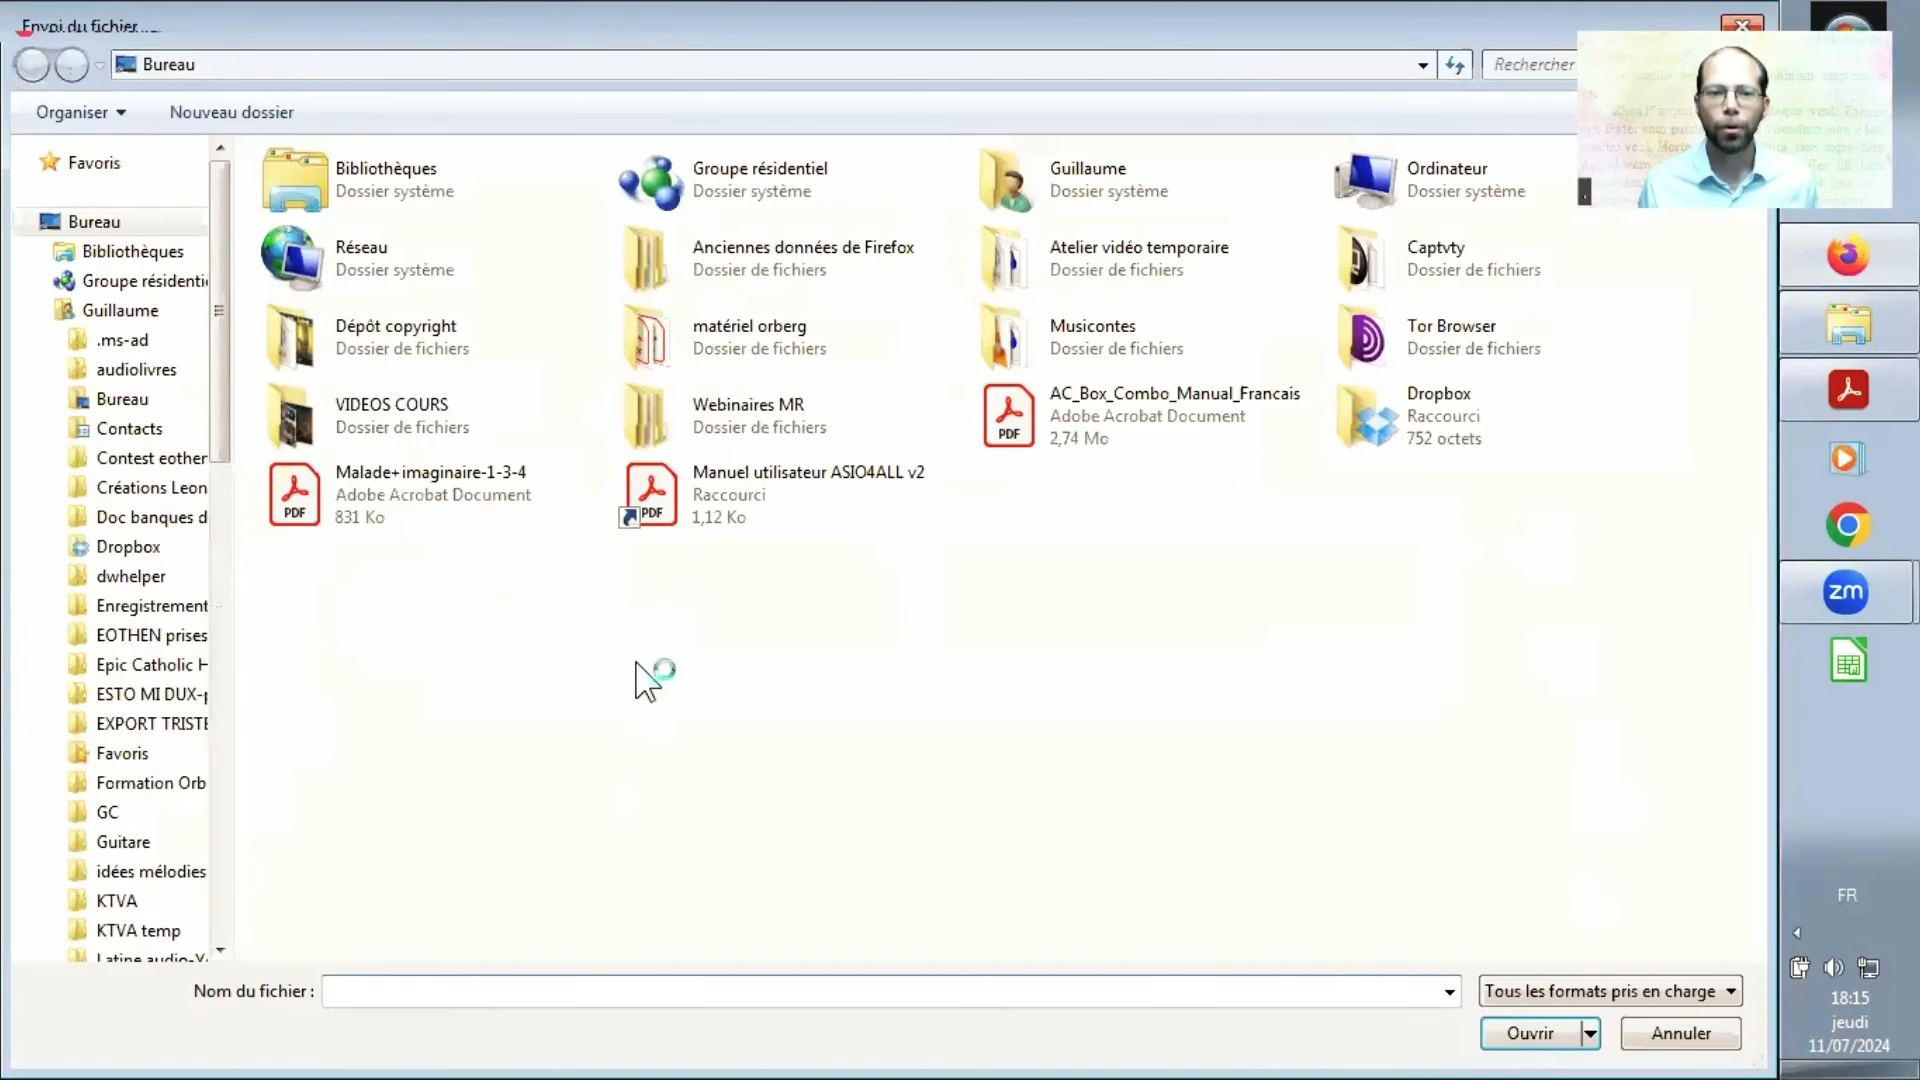 Envoi du fichier
Bureau
Rechercher
Organiser
Nouveau dossier
Favoris
Bureau
Bibliothèques
Groupe résidenti
Guillaume
.ms-ad
audiolivres
Bureau
Contacts
Contest eother
Créations Leon
Doc banques d
Dropbox
dwhelper
Enregistrement
EOTHEN prises
Epic Catholic H
ESTO MI DUX-p
EXPORT TRISTE
Favoris
Formation Orb
GC
Guitare
idées mélodies
KTVA
KTVA temp
Latine audio-Y
Bibliothèques
Dossier système
Groupe résidentiel
Dossier système
Guillaume
Dossier système
Ordinateur
Dossier système
Réseau
Dossier système
Anciennes données de Firefox
Dossier de fichiers
Atelier vidéo temporaire
Dossier de fichiers
Captvty
Dossier de fichiers
Dépôt copyright
Dossier de fichiers
matériel orberg
Dossier de fichiers
Musicontes
Dossier de fichiers
Tor Browser
Dossier de fichiers
VIDEOS COURS
Dossier de fichiers
Webinaires MR
Dossier de fichiers
PDF
AC_Box_Combo_Manual_Francais
Adobe Acrobat Document
2,74 Mo
Dropbox
Raccourci
752 octets
PDF
Malade+imaginaire-1-3-4
Adobe Acrobat Document
831 Ko
PDF
Manuel utilisateur ASIO4ALL v2
Raccourci
1,12 Ko
Nom du fichier :
Tous les formats pris en charge
Ouvrir
Annuler
zm
FR
18:15
jeudi
11/07/2024